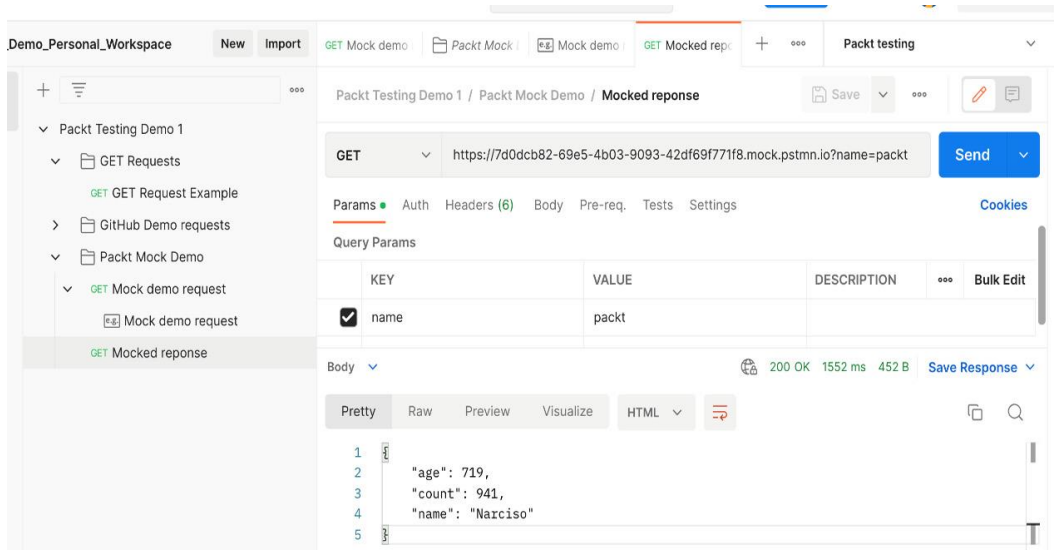 _Demo_Personal_Workspace New Import
GET Mock demo
Packt Mock
e.g. Mock demo
GET Mocked repo
Packt testing
Packt Testing Demo 1
GET Requests
GET GET Request Example
GitHub Demo requests
Packt Mock Demo
GET Mock demo request
e.g. Mock demo request
GET Mocked reponse
Packt Testing Demo 1 / Packt Mock Demo / Mocked reponse
Save
GET https://7d0dcb82-69e5-4b03-9093-42df69f771f8.mock.pstmn.io?name=packt Send
Params Auth Headers (6) Body Pre-req. Tests Settings Cookies
Query Params
KEY VALUE DESCRIPTION Bulk Edit
name packt
Body 200 OK 1552 ms 452 B Save Response
Pretty Raw Preview Visualize HTML
1 {
2 "age": 719,
3 "count": 941,
4 "name": "Narciso"
5 }